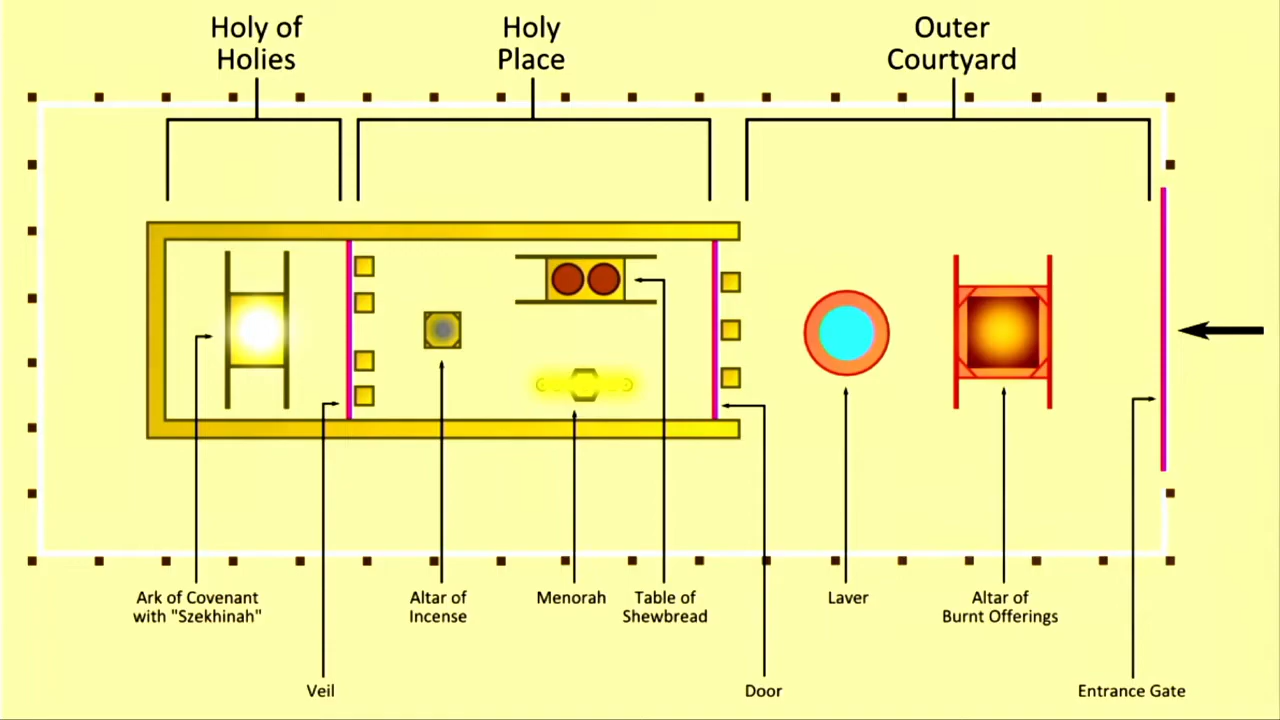 Holy of
Holies
Holy
Place
Outer
Courtyard
Ark of Covenant
with "Szekhinah"
Altar of
Incense
Menorah
Table of
Shewbread
Laver
Altar of
Burnt Offerings
Veil
Door
Entrance Gate